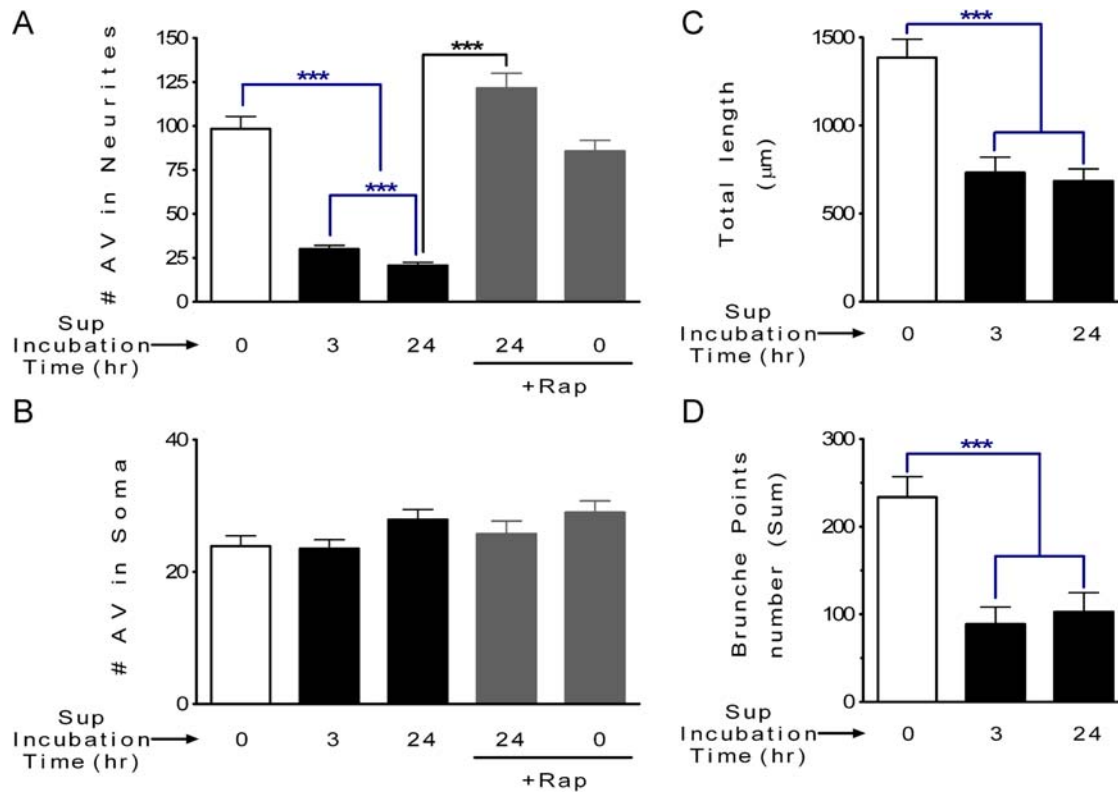 A
# AV in Neurites
150
125
100
75
50
25
0
***
***
***
Sup
Incubation
Time (hr)
0 3 24 24 0
+Rap
B
# AV in Soma
40
20
0
Sup
Incubation
Time (hr)
0 3 24 24 0
+Rap
C
Total length
(μm)
1500
1000
500
0
***
Sup
Incubation
Time (hr)
0 3 24
D
Brunche Points
number (Sum)
300
200
100
0
***
Sup
Incubation
Time (hr)
0 3 24